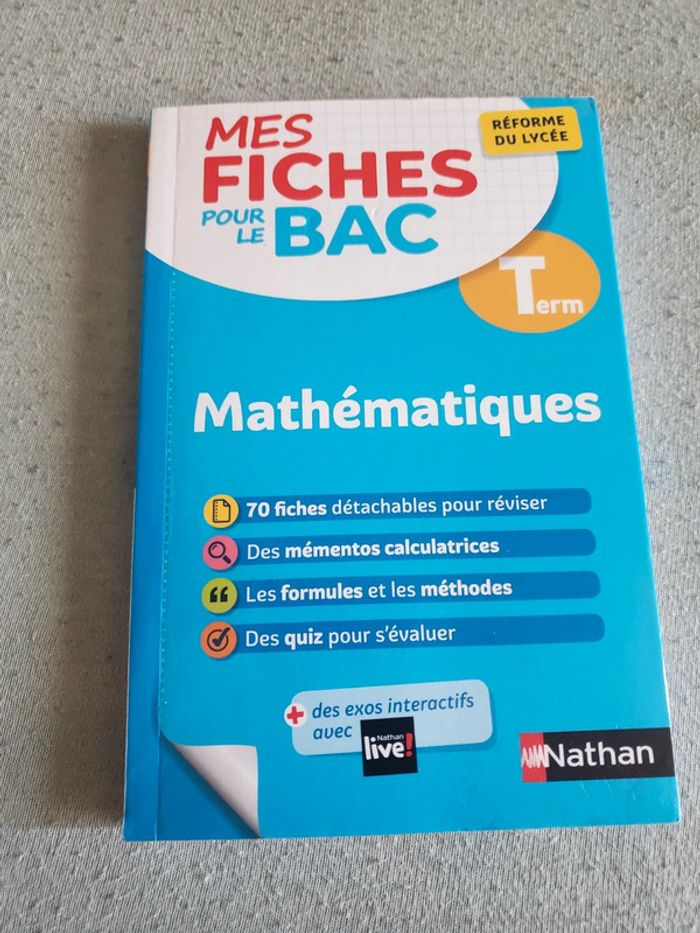 MES
FICHES
POUR LE BAC
RÉFORME
DU LYCÉE
Term
Mathématiques
70 fiches détachables pour réviser
Des mémentos calculatrices
Les formules et les méthodes
Des quiz pour s'évaluer
+ des exos interactifs
avec Nathan live!
Nathan